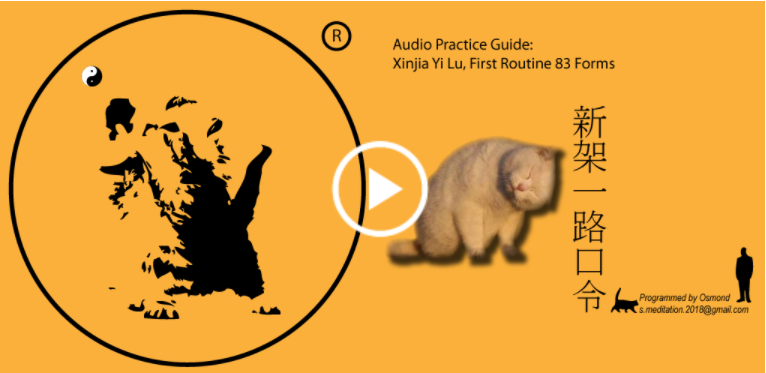 R
Audio Practice Guide:
Xinjia Yi Lu, First Routine 83 Forms
新架一路口令
Programmed by Osmond
s.meditation.2018@gmail.com